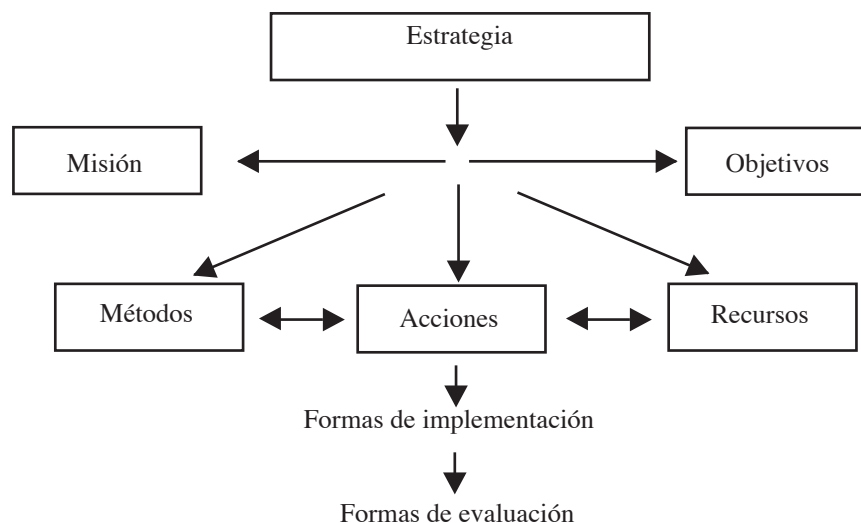 Estrategia
Misión
Objetivos
Métodos
Acciones
Recursos
Formas de implementación
Formas de evaluación